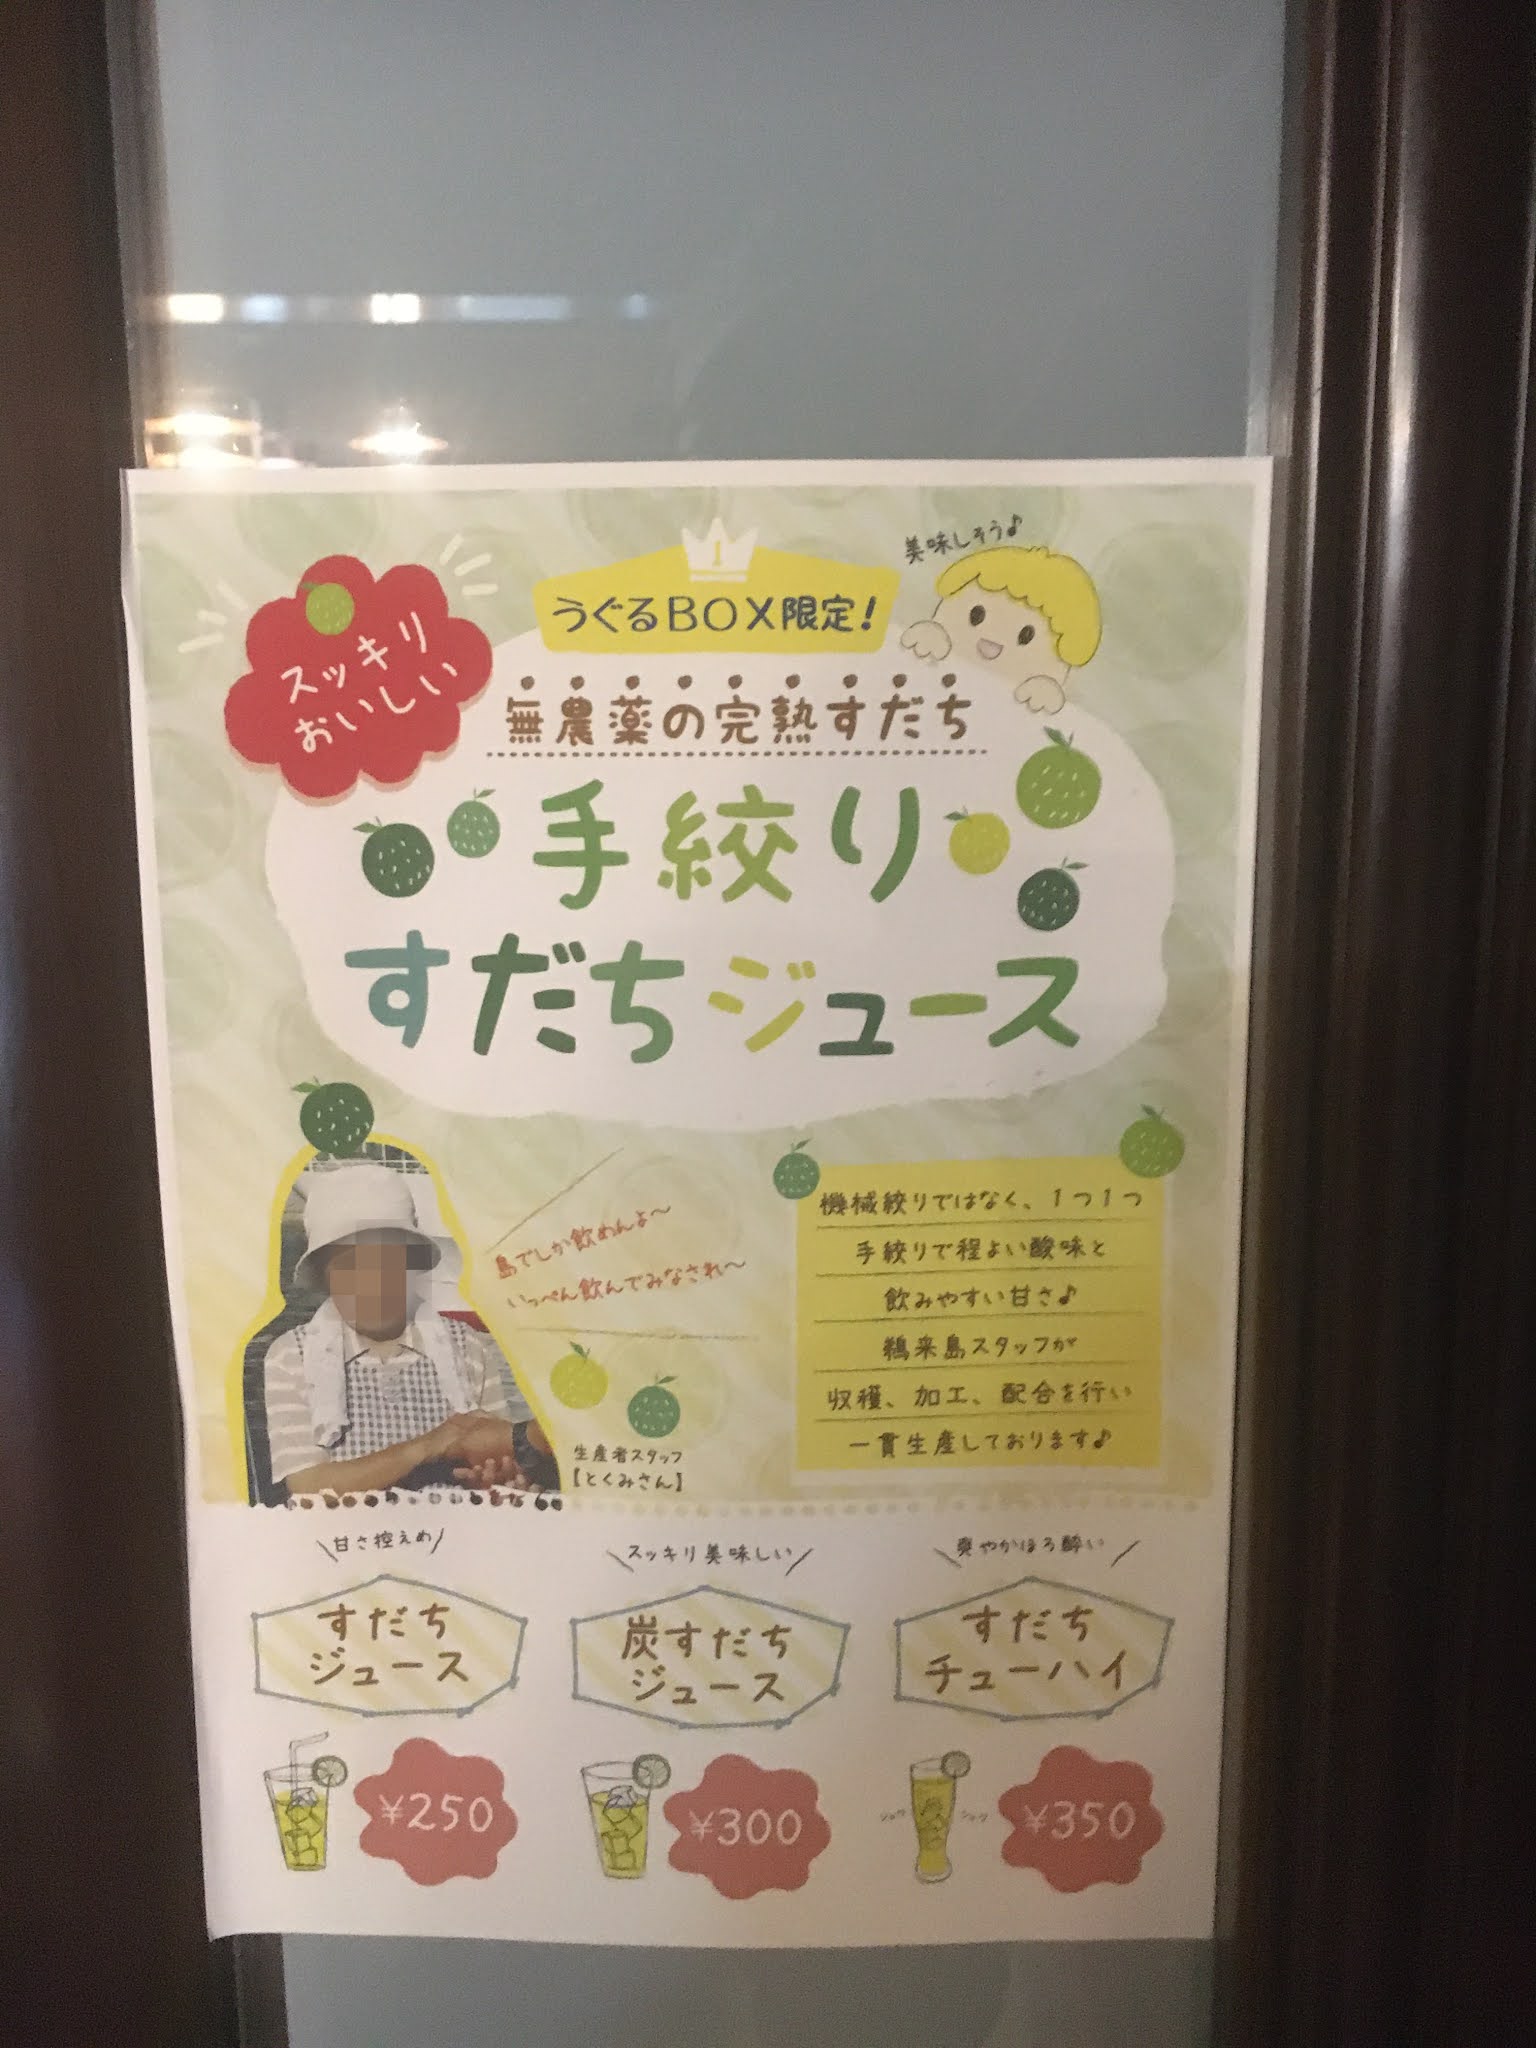 美味しそう♪
1
うぐるBOX限定!
スッキリ
おいしい
無農薬の完熟すだち
手絞り
すだちジュース
島でしか飲めんよ〜
いっぺん飲んでみなされ〜
生産者スタッフ
【とくみさん】
機械絞りではなく、1つ1つ
手絞りで程よい酸味と
飲みやすい甘さ♪
鵜来島スタッフが
収穫、加工、配合を行い
一貫生産しております♪
甘さ控えめ
すだち
ジュース
¥250
スッキリ美味しい
炭すだち
ジュース
¥300
爽やかほろ酔い
すだち
チューハイ
¥350